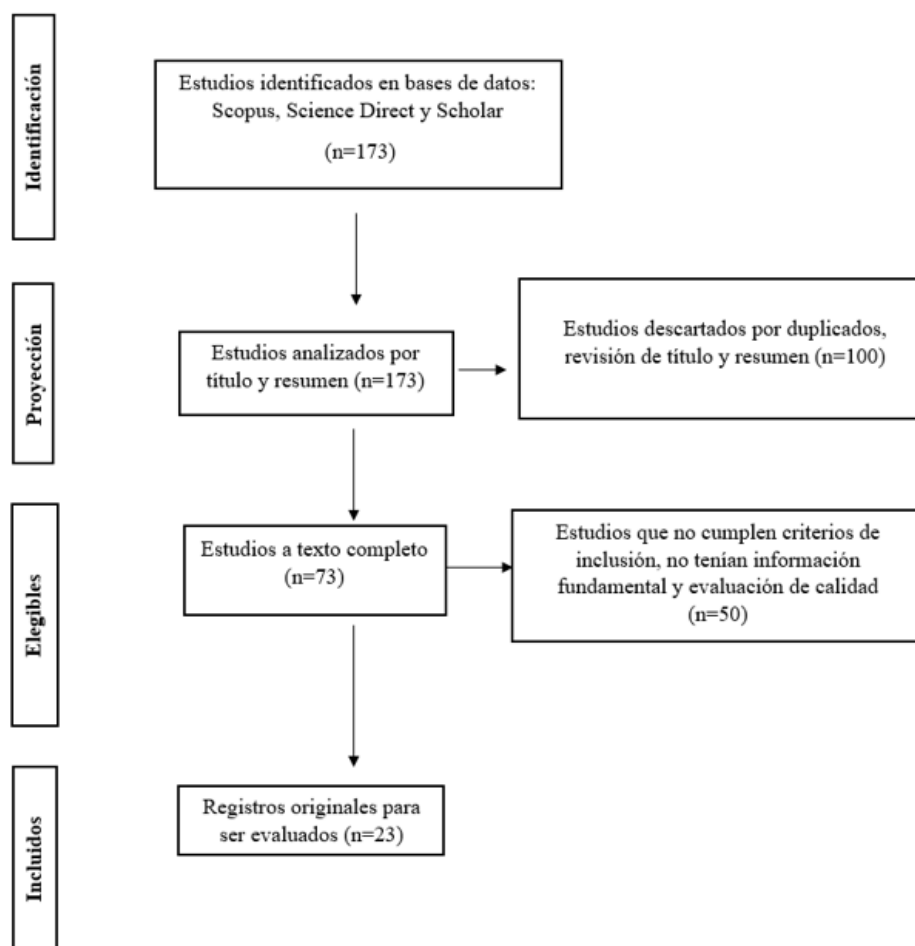 Identificación
Estudios identificados en bases de datos:
Scopus, Science Direct y Scholar
(n=173)
Proyección
Estudios analizados por
título y resumen (n=173)
Estudios descartados por duplicados,
revisión de título y resumen (n=100)
Elegibles
Estudios a texto completo
(n=73)
Estudios que no cumplen criterios de
inclusión, no tenían información
fundamental y evaluación de calidad
(n=50)
Incluidos
Registros originales para
ser evaluados (n=23)